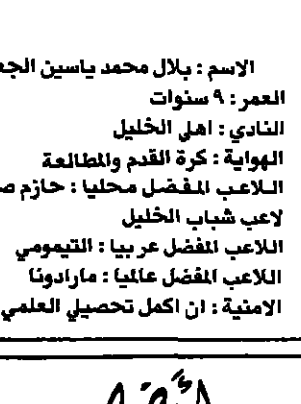 الاسم : بلال محمد ياسين
العمر : ٩ سنوات
النادي : اهلي الخليل
الهواية : كرة القدم والمطالعة
اللاعب المفضل محليا : حازم
لاعب شباب الخليل
اللاعب المفضل عربيا : التيمومي
اللاعب المفضل عالميا : مارادونا
الامنية : ان اكمل تحصيلي العلمي